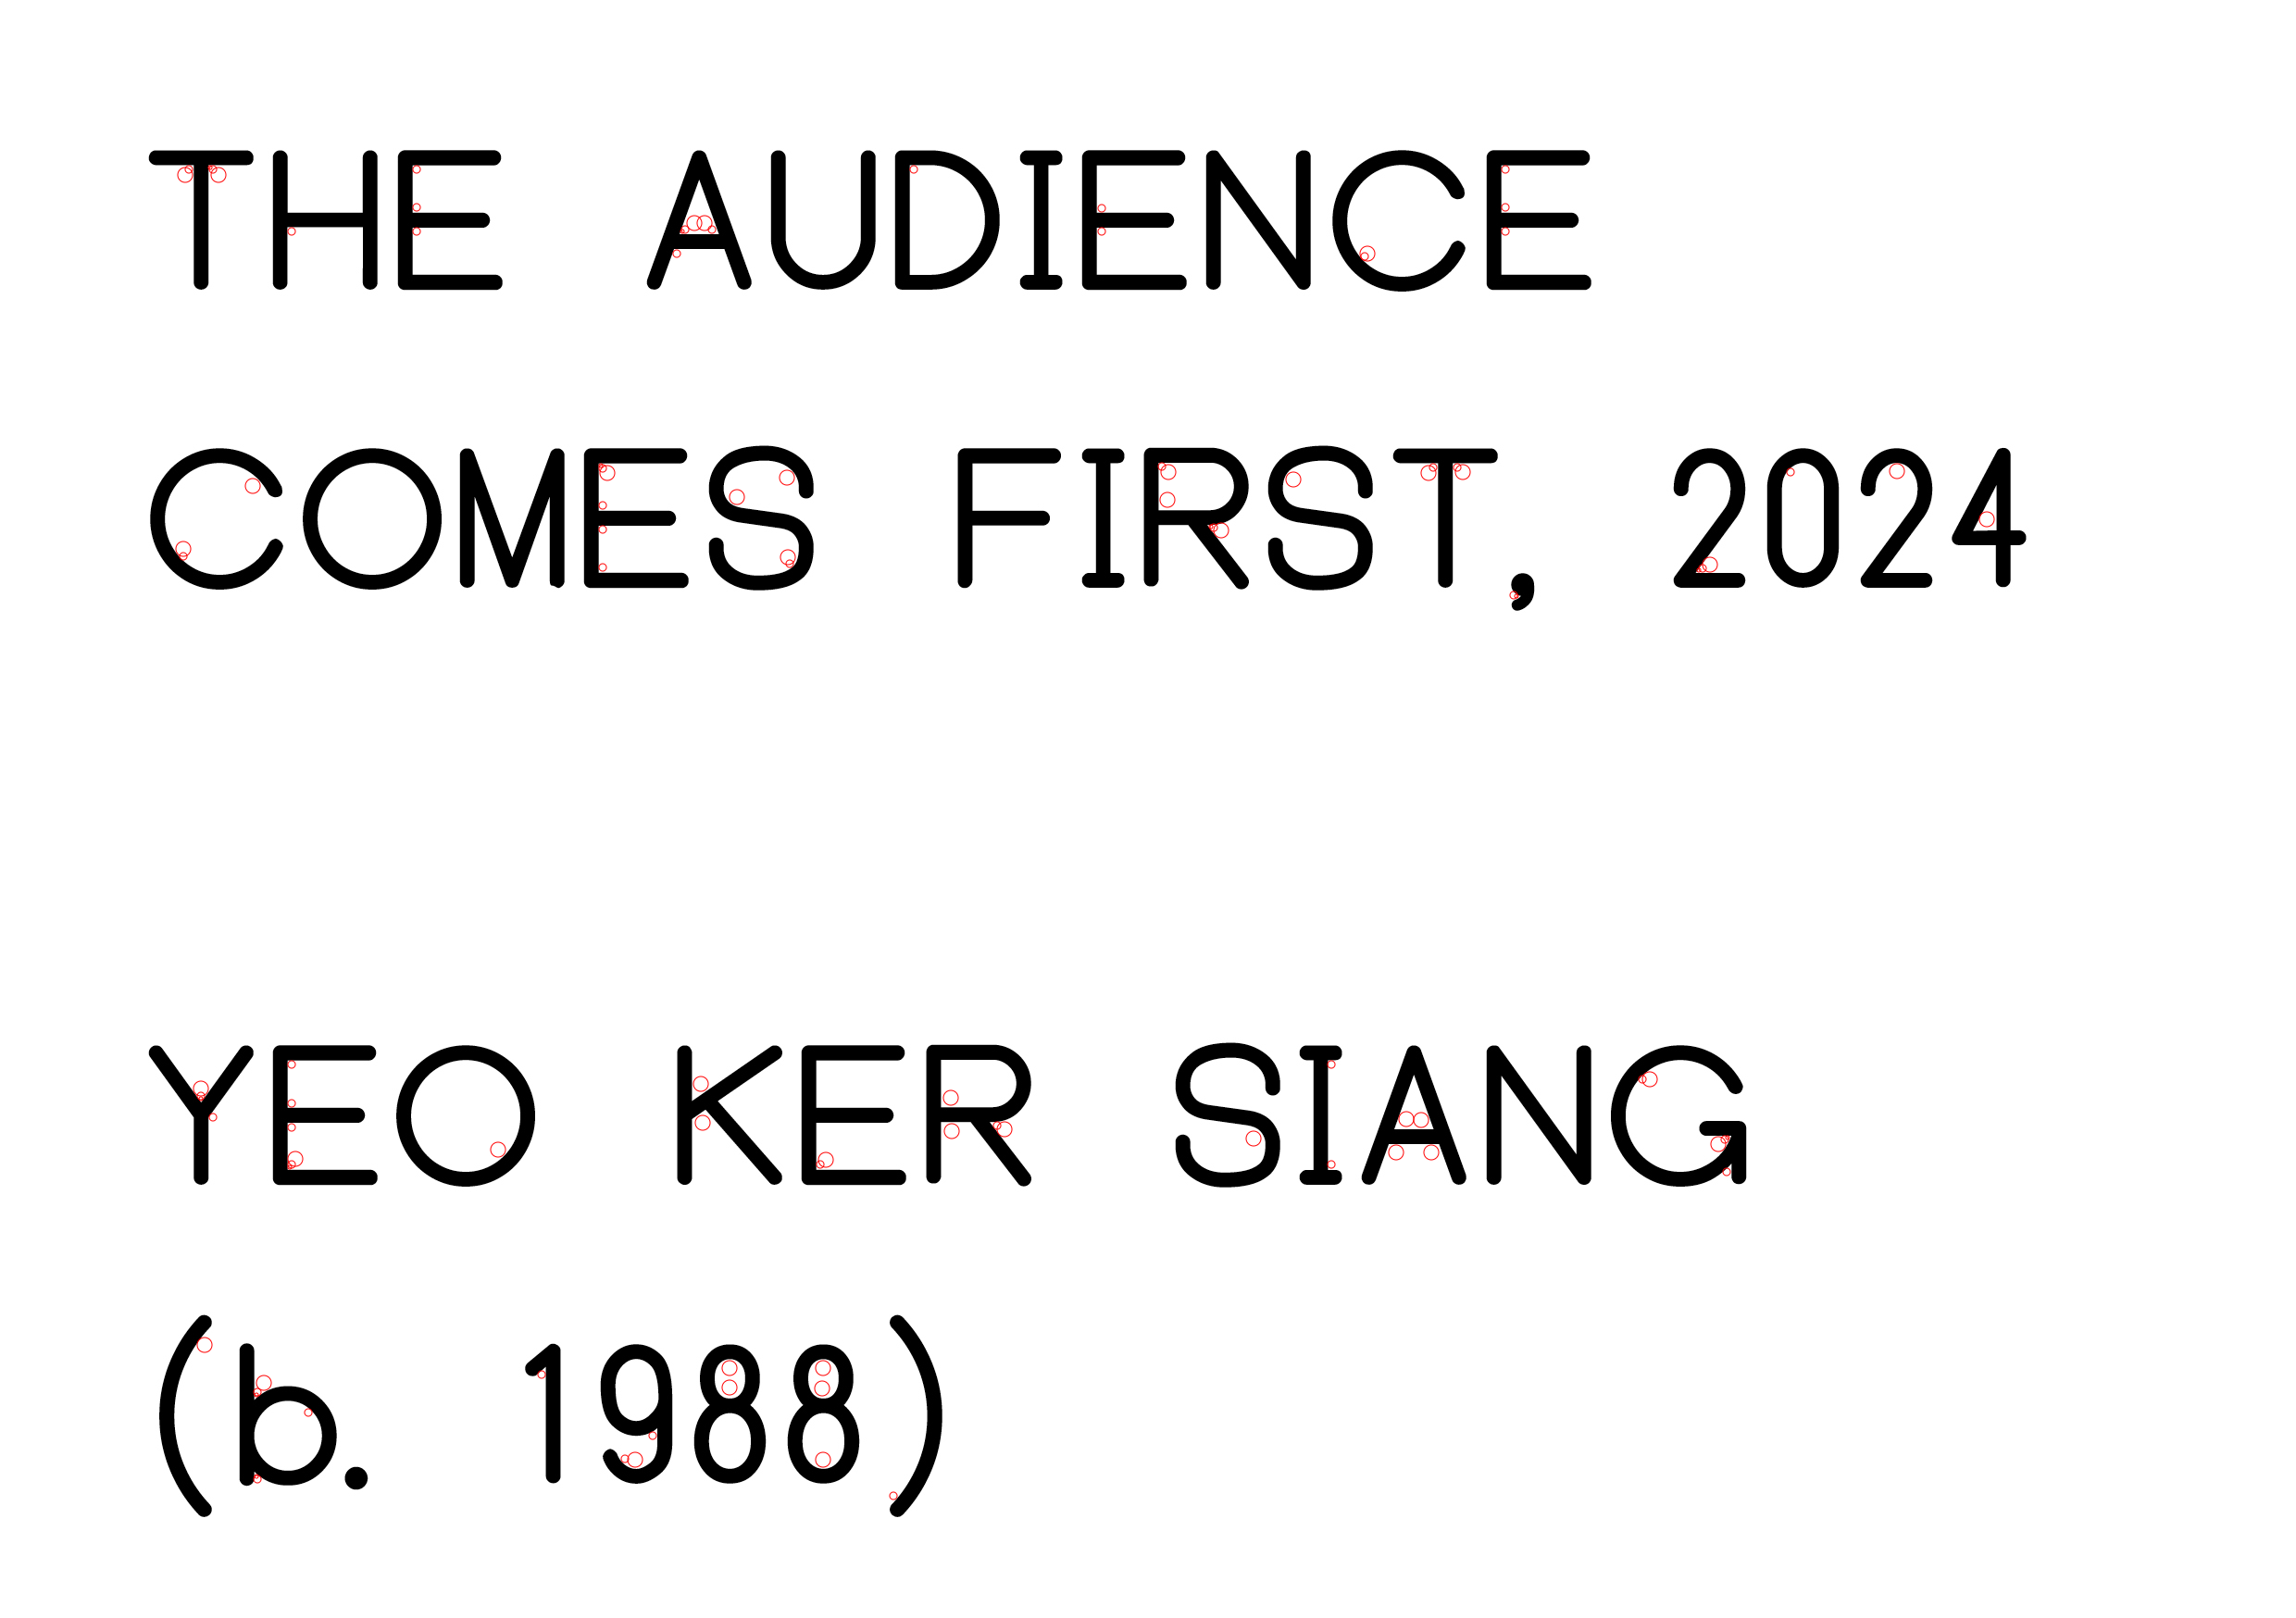 THE AUDIENCE
COMES FIRST, 2024
YEO KER SIANG
(b. 1988)